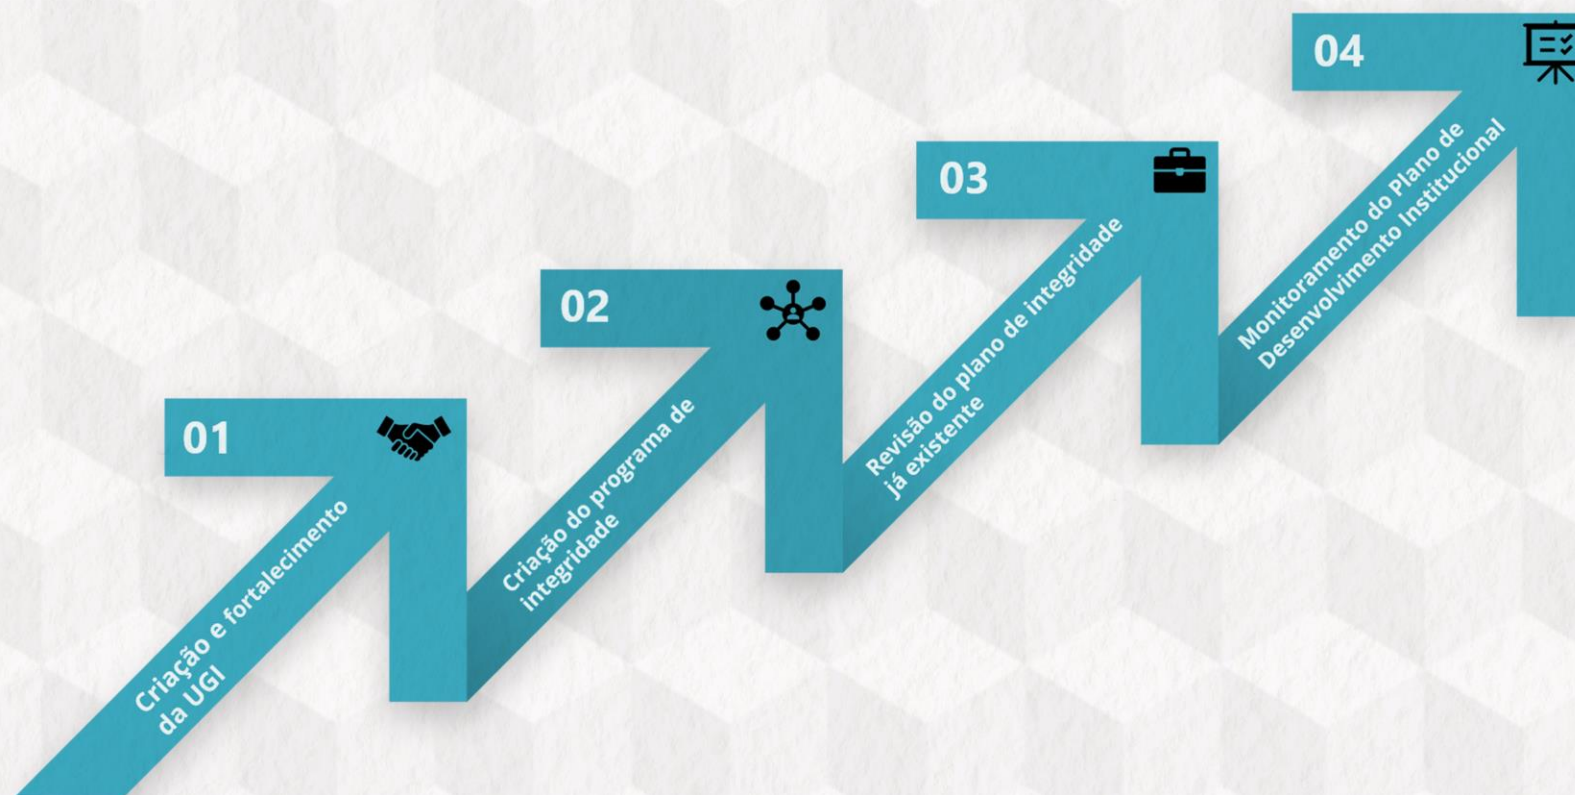 01
Criação e fortalecimento
da UGI
02
Criação do programa de
integridade
03
Revisão do plano de integridade
já existente
04
Monitoramento do Plano de
Desenvolvimento Institucional